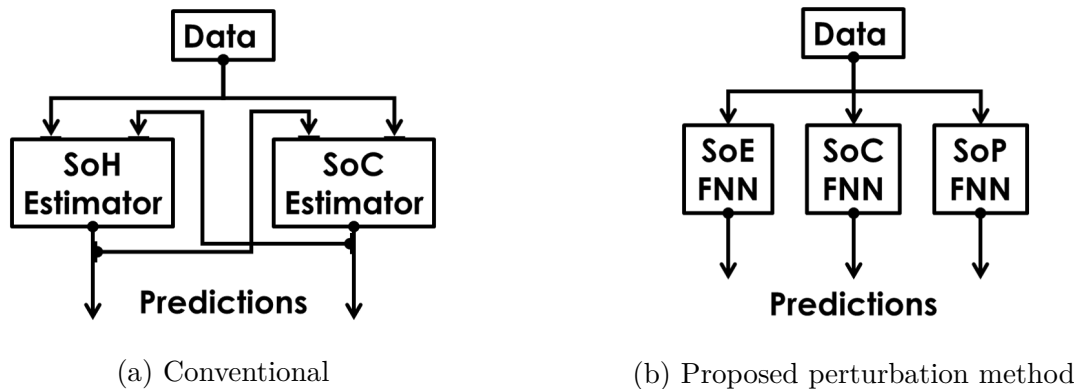 Data
SoH
Estimator
SoC
Estimator
Predictions
(a) Conventional
Data
SoE
FNN
SoC
FNN
SoP
FNN
Predictions
(b) Proposed perturbation method